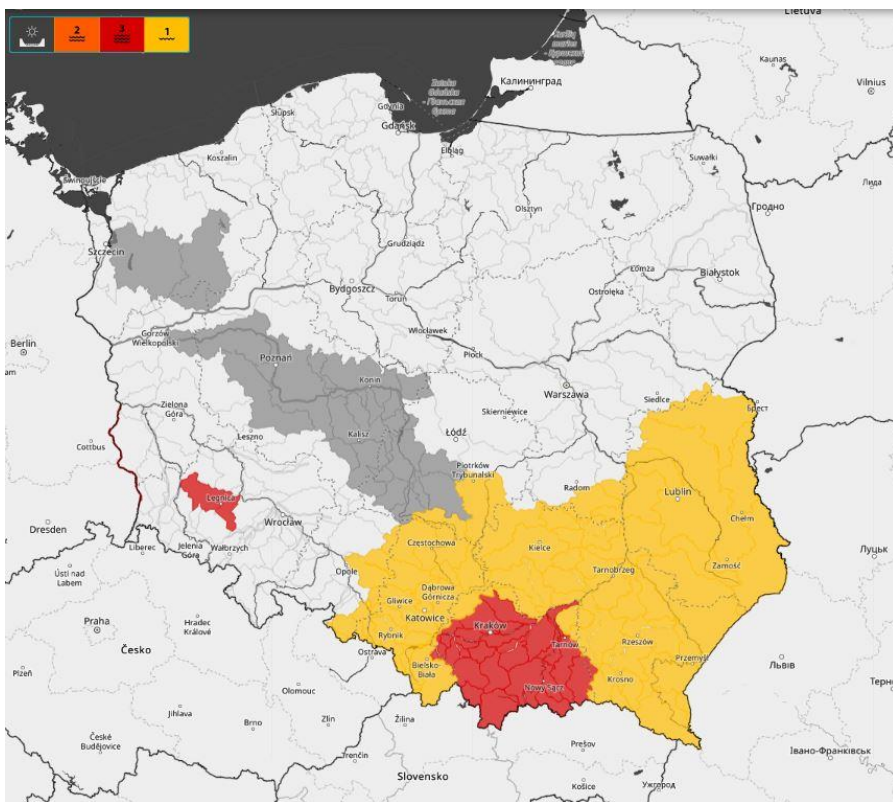 2
3
1
Lietuva
Kaunas
Vilnius
Калининград
Zatoka
Gdańska
Gdynia
Gdańsk
Słupsk
Elbląg
Koszalin
Suwałki
Лида
Świnoujście
Гродно
Olsztyn
Szczecin
Grudziądz
Łomża
Białystok
Bydgoszcz
Ostrołęka
Toruń
Gorzów
Wielkopolski
Włocławek
Berlin
Płock
Poznań
Konin
Warszawa
Siedlce
Брест
Zielona
Góra
Skierniewice
Łódź
Leszno
Kalisz
Cottbus
Piotrków
Trybunalski
Radom
Legnica
Lublin
Wrocław
Chełm
Dresden
Częstochowa
Kielce
Jelenia
Góra
Wałbrzych
Liberec
Луцьк
Zamość
Opole
Tarnobrzeg
Ústí nad
Labem
Dąbrowa
Górnicza
Gliwice
Katowice
Kraków
Hradec
Králové
Praha
Rybnik
Tarnów
Rzeszów
Česko
Ostrava
Przemyśl
Львів
Bielsko-
Biała
Krosno
Plzeň
Nowy Sącz
Olomouc
Jihlava
Zlín
Žilina
Brno
České
Budějovice
Prešov
Івано-Франківськ
Trenčín
Slovensko
Košice
Ужгород